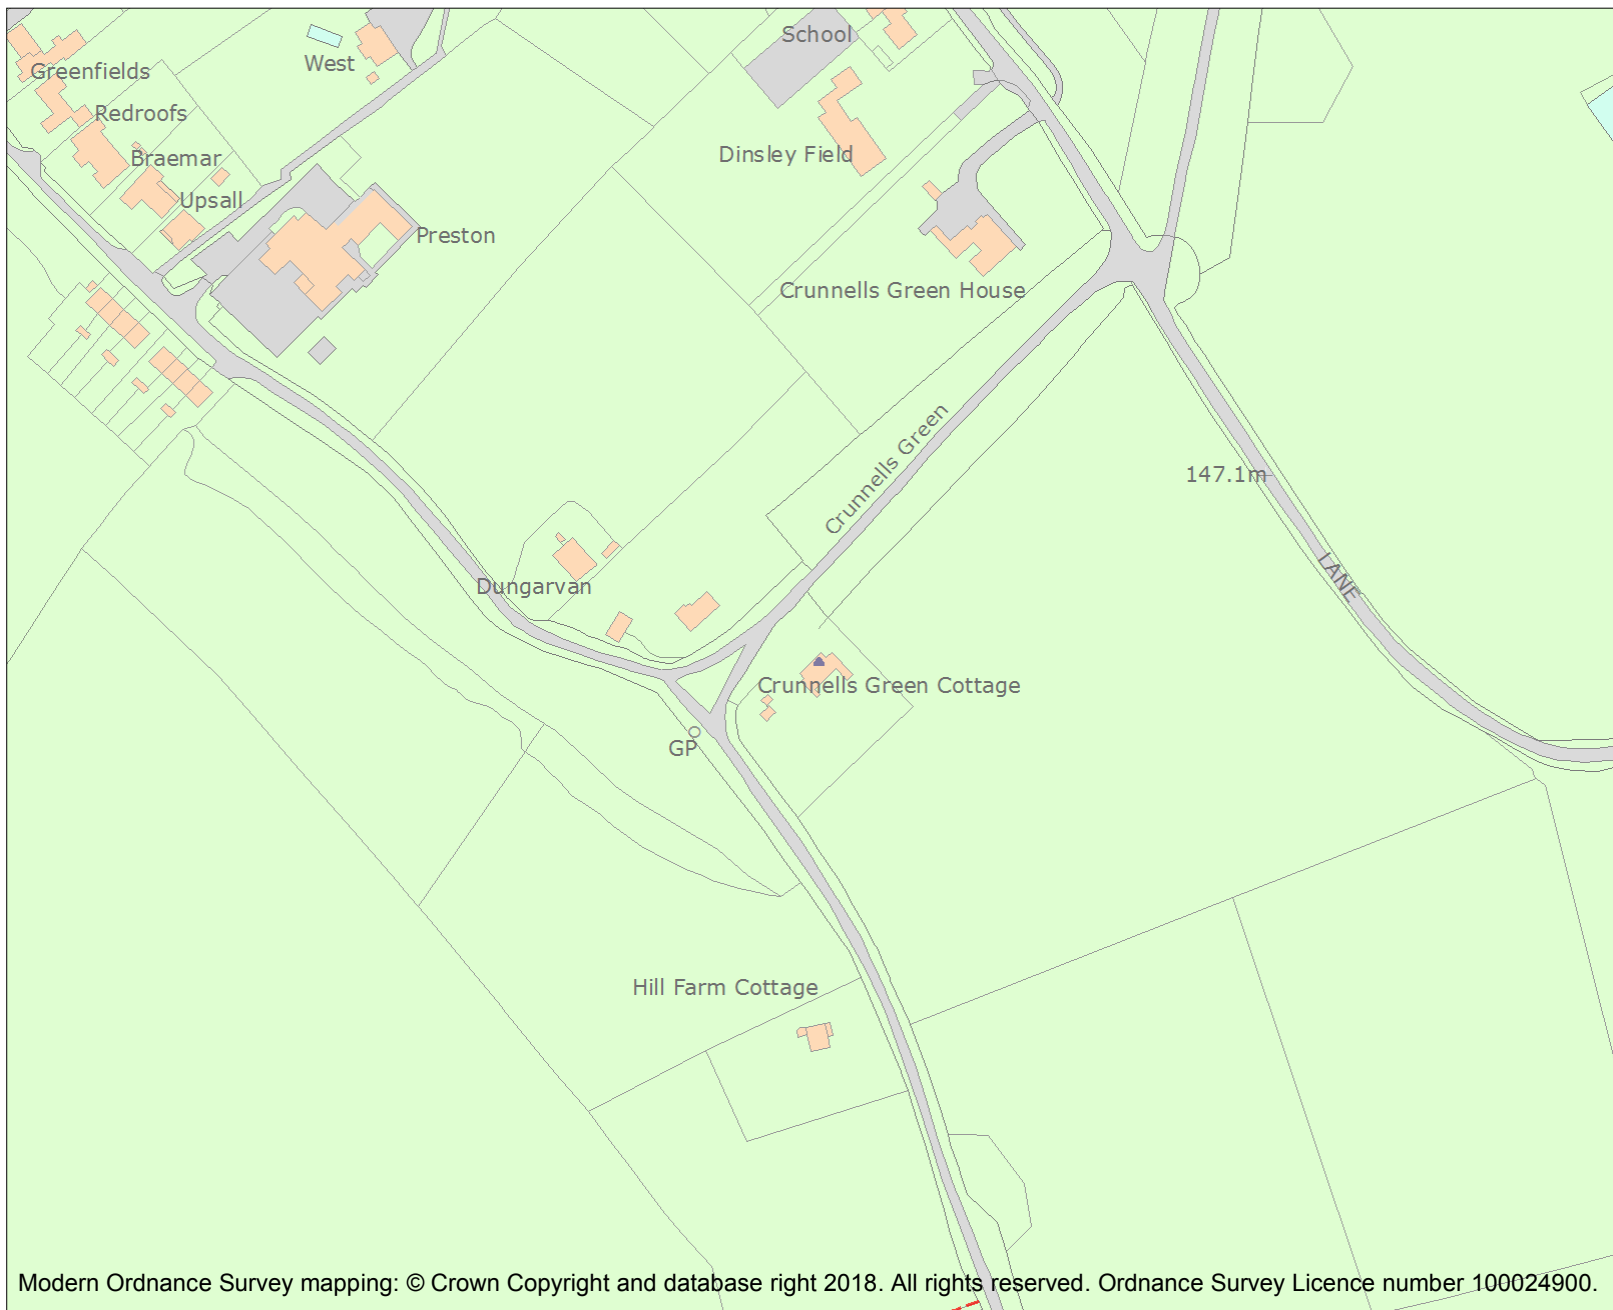 School
West
Greenfields
Redroofs
Braemar
Dinsley Field
Upsall
Preston
Crunnells Green House
Crunnells Green
147.1m
LANE
Dungarvan
Crunnells Green Cottage
GP
Hill Farm Cottage
Modern Ordnance Survey mapping: © Crown Copyright and database right 2018. All rights reserved. Ordnance Survey Licence number 100024900.